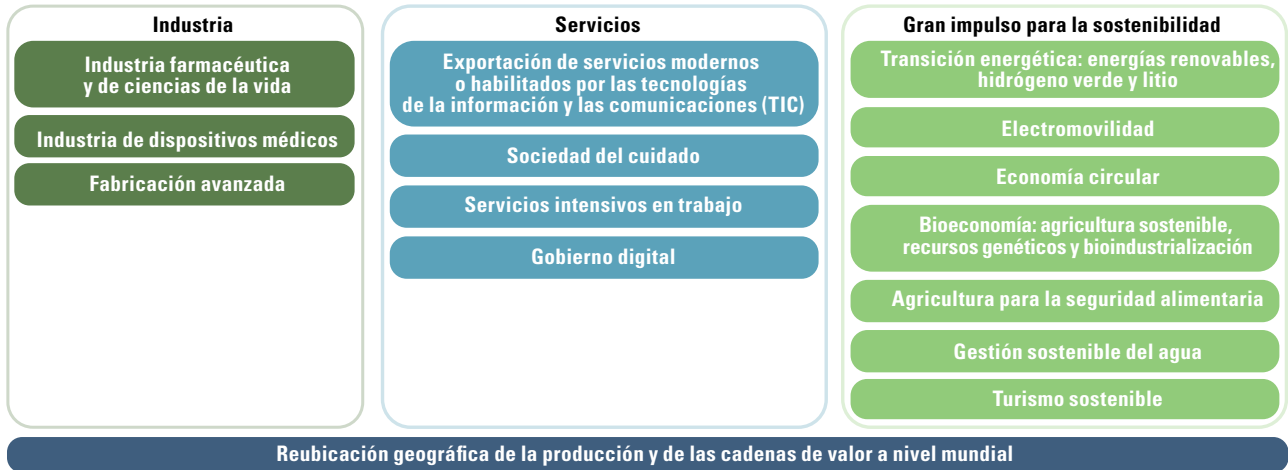 Industria
Industria farmacéutica
y de ciencias de la vida
Industria de dispositivos médicos
Fabricación avanzada
Servicios
Exportación de servicios modernos
o habilitados por las tecnologías
de la información y las comunicaciones (TIC)
Sociedad del cuidado
Servicios intensivos en trabajo
Gobierno digital
Gran impulso para la sostenibilidad
Transición energética: energías renovables,
hidrógeno verde y litio
Electromovilidad
Economía circular
Bioeconomía: agricultura sostenible,
recursos genéticos y bioindustrialización
Agricultura para la seguridad alimentaria
Gestión sostenible del agua
Turismo sostenible
Reubicación geográfica de la producción y de las cadenas de valor a nivel mundial